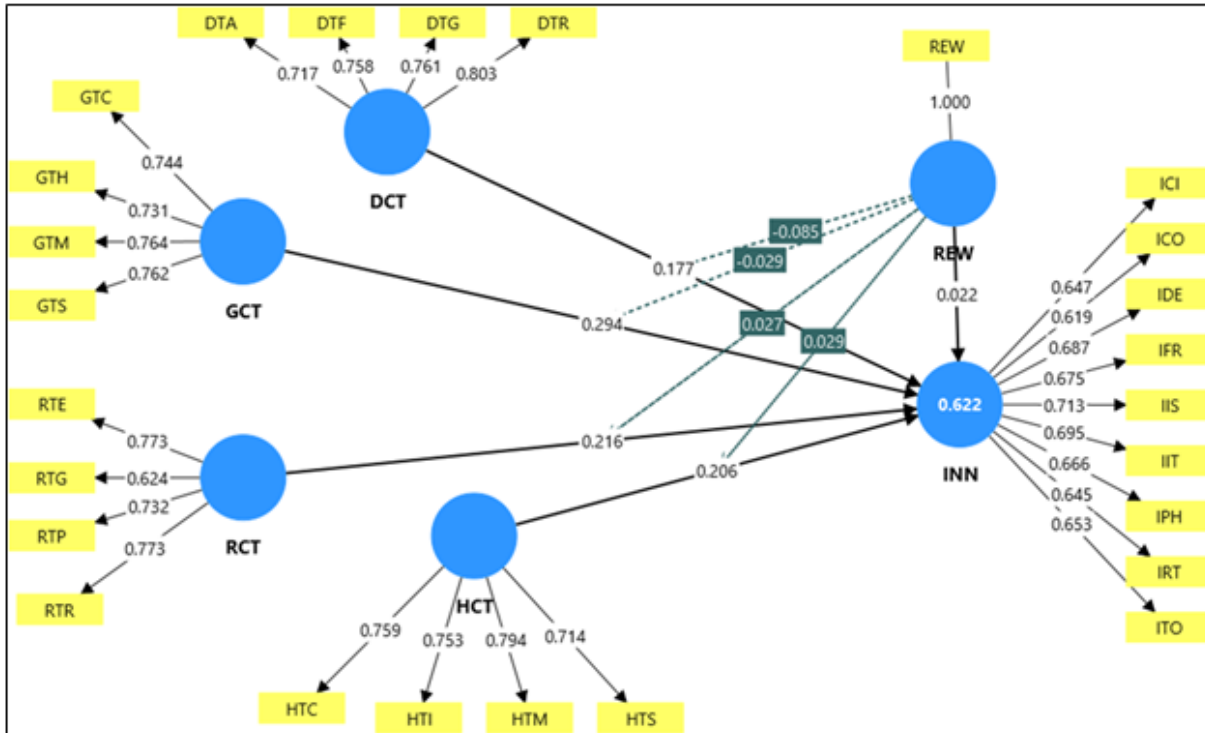 DTA
DTF
DTG
DTR
REW
0.717
0.758
0.761
0.803
1.000
GTC
0.744
GTH
0.731
GTM
0.764
GTS
0.762
DCT
GCT
REW
-0.085
-0.029
0.177
0.294
0.027
0.029
0.022
ICI
ICO
IDE
IFR
IIS
IIT
IPH
IRT
ITO
0.647
0.619
0.687
0.675
0.713
0.695
0.666
0.645
0.653
0.622
INN
RTE
RTG
RTP
RTR
0.773
0.624
0.732
0.773
RCT
0.216
0.206
HCT
0.759
0.753
0.794
0.714
HTC
HTI
HTM
HTS